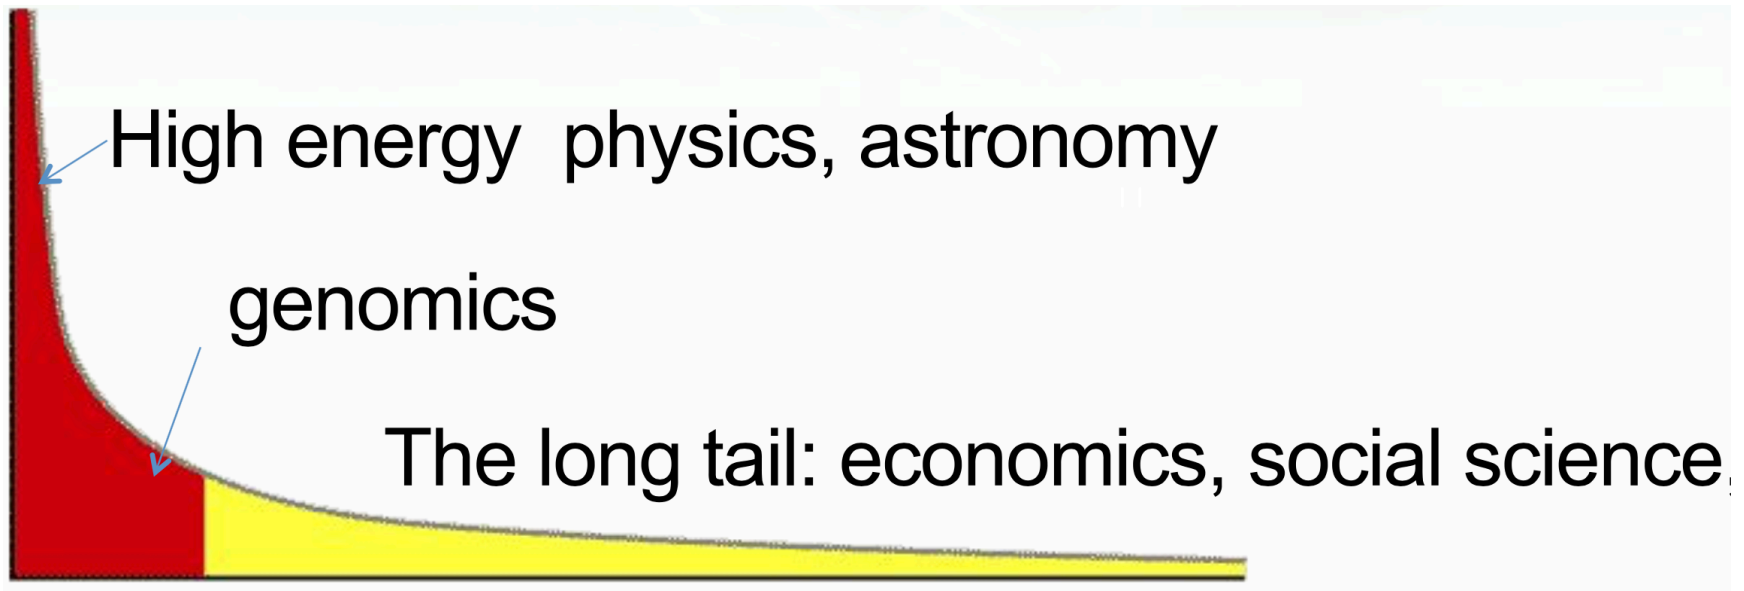 High energy  physics, astronomy
genomics
The long tail: economics, social science,